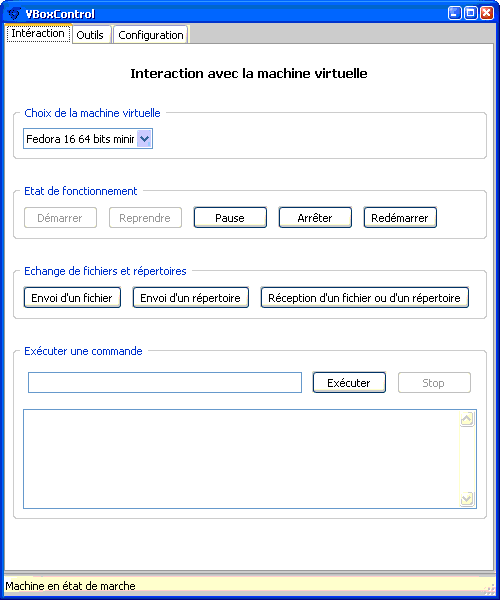 VBoxControl
Intéraction Outils Configuration
Interaction avec la machine virtuelle
Choix de la machine virtuelle
Fedora 16 64 bits minir
Etat de fonctionnement
Démarrer Reprendre Pause Arrêter Redémarrer
Echange de fichiers et répertoires
Envoi d'un fichier Envoi d'un répertoire Réception d'un fichier ou d'un répertoire
Exécuter une commande
Exécuter Stop
Machine en état de marche